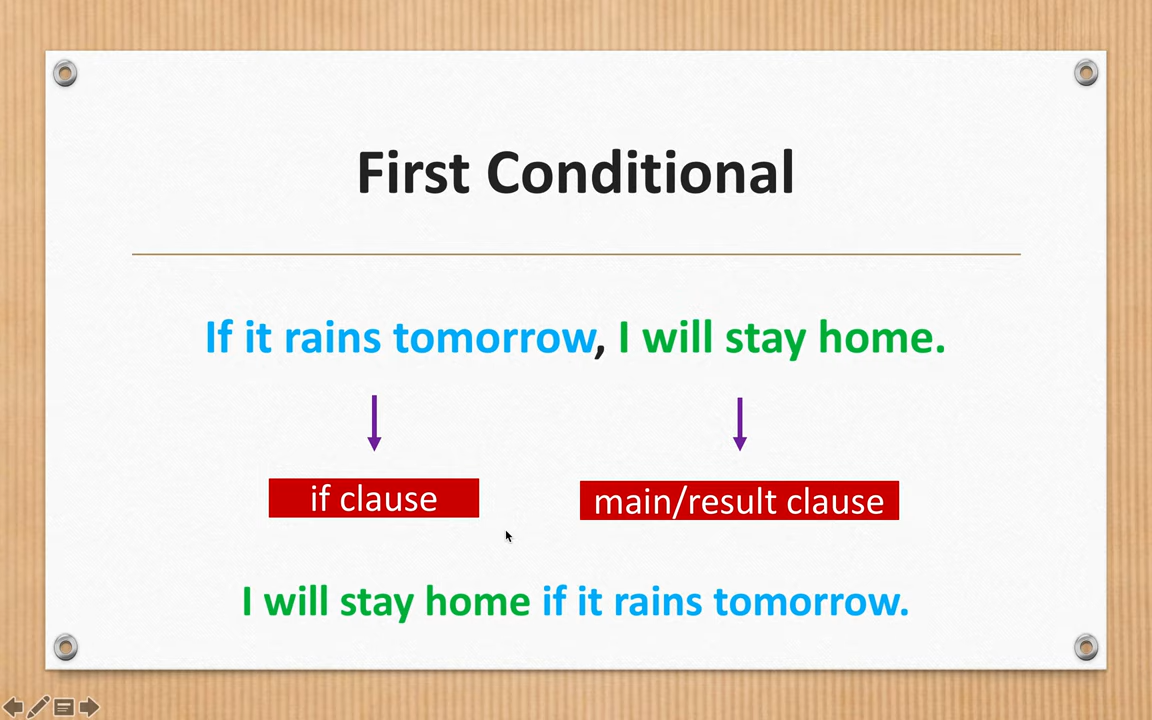 First Conditional
If it rains tomorrow, I will stay home.
if clause
main/result clause
I will stay home if it rains tomorrow.